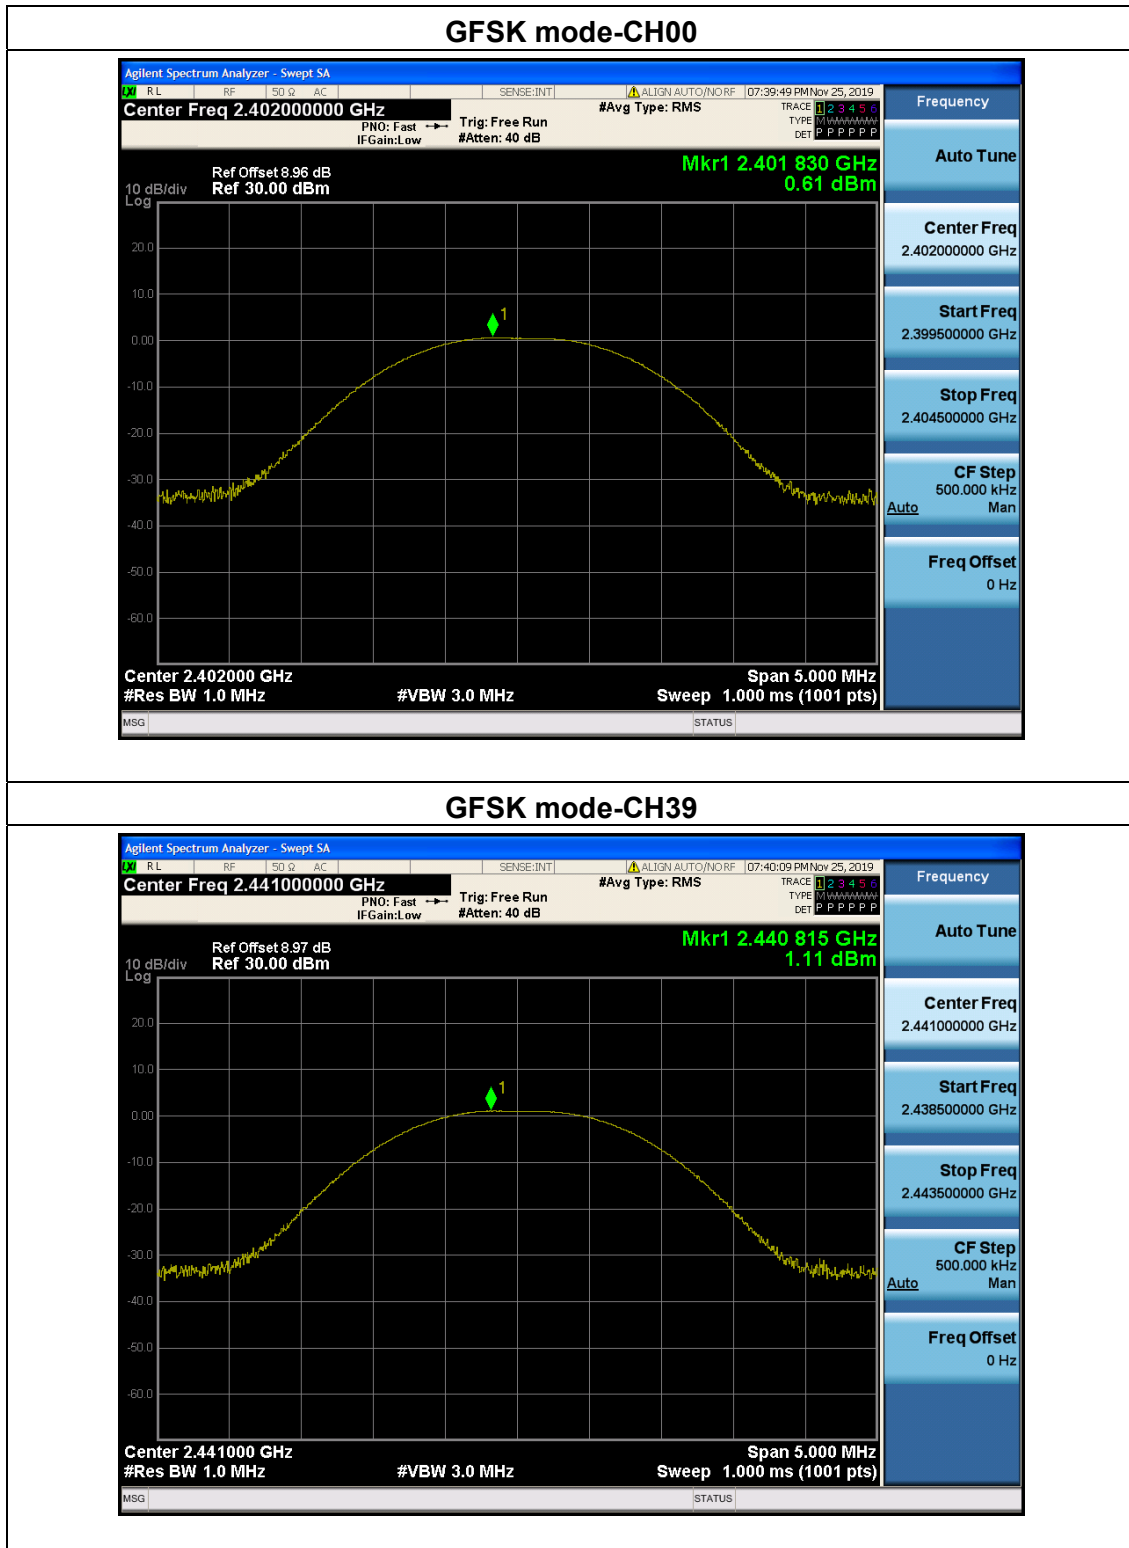 GFSK mode-CH00
Agilent Spectrum Analyzer - Swept SA
LXI RL RF 50 Ω AC SENSE:INT ALIGN AUTO/NO RF 07:39:49 PM Nov 25, 2019
Center Freq 2.402000000 GHz #Avg Type: RMS TRACE 1 2 3 4 5 6
PNO: Fast Trig: Free Run TYPE M WWWWW
IFGain:Low #Atten: 40 dB DET P P P P P P
Frequency
Auto Tune
Mkr1 2.401 830 GHz
0.61 dBm
Ref Offset 8.96 dB
10 dB/div Ref 30.00 dBm
Log
20.0
10.0
1
0.00
-10.0
-20.0
-30.0
-40.0
-50.0
-60.0
Center Freq
2.402000000 GHz
Start Freq
2.399500000 GHz
Stop Freq
2.404500000 GHz
CF Step
500.000 kHz
Auto Man
Freq Offset
0 Hz
Center 2.402000 GHz Span 5.000 MHz
#Res BW 1.0 MHz #VBW 3.0 MHz Sweep 1.000 ms (1001 pts)
MSG STATUS
GFSK mode-CH39
Agilent Spectrum Analyzer - Swept SA
LXI RL RF 50 Ω AC SENSE:INT ALIGN AUTO/NO RF 07:40:09 PM Nov 25, 2019
Center Freq 2.441000000 GHz #Avg Type: RMS TRACE 1 2 3 4 5 6
PNO: Fast Trig: Free Run TYPE M WWWWW
IFGain:Low #Atten: 40 dB DET P P P P P P
Frequency
Auto Tune
Mkr1 2.440 815 GHz
1.11 dBm
Ref Offset 8.97 dB
10 dB/div Ref 30.00 dBm
Log
20.0
10.0
1
0.00
-10.0
-20.0
-30.0
-40.0
-50.0
-60.0
Center Freq
2.441000000 GHz
Start Freq
2.438500000 GHz
Stop Freq
2.443500000 GHz
CF Step
500.000 kHz
Auto Man
Freq Offset
0 Hz
Center 2.441000 GHz Span 5.000 MHz
#Res BW 1.0 MHz #VBW 3.0 MHz Sweep 1.000 ms (1001 pts)
MSG STATUS